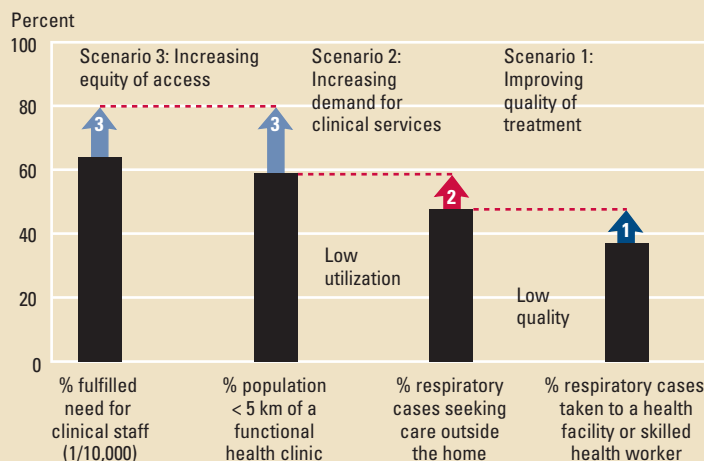 Percent
100
80
60
40
20
0
Scenario 3: Increasing
equity of access
Scenario 2:
Increasing
demand for
clinical services
Scenario 1:
Improving
quality of
treatment
3
3
2
1
Low
utilization
Low
quality
% fulfilled
need for
clinical staff
(1/10,000)
% population
< 5 km of a
functional
health clinic
% respiratory
cases seeking
care outside
the home
% respiratory cases
taken to a health
facility or skilled
health worker